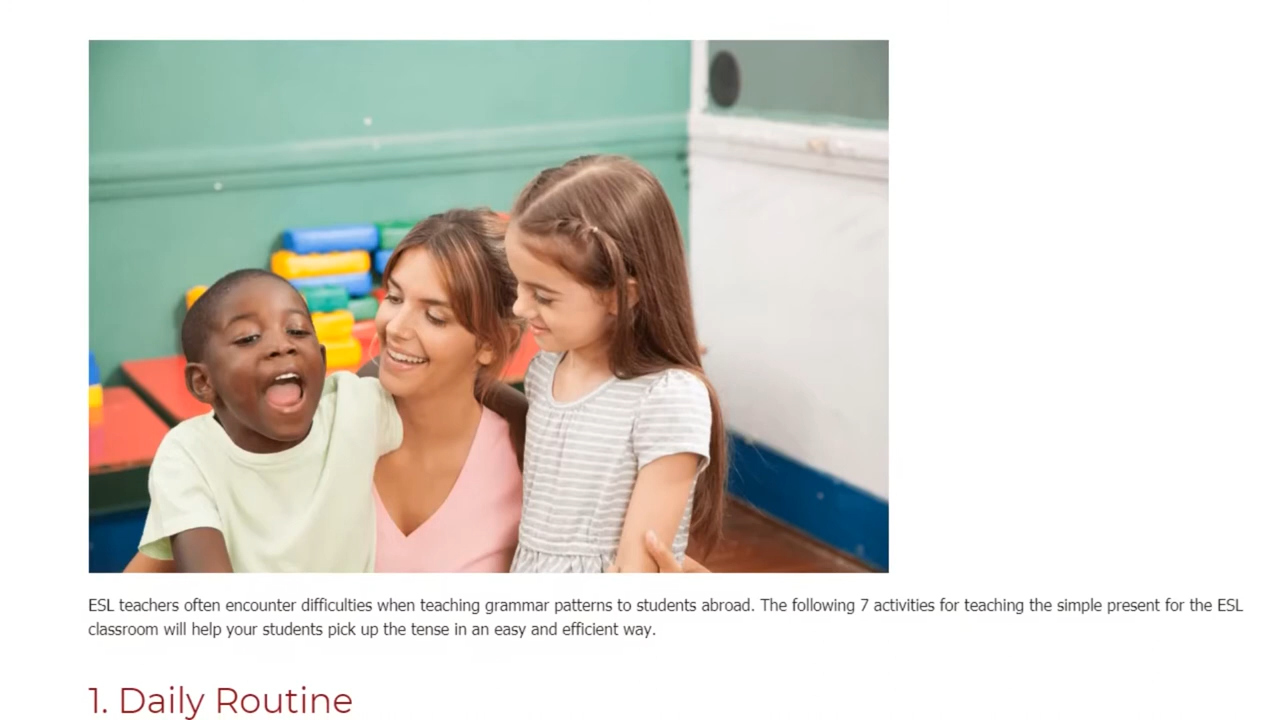 ESL teachers often encounter difficulties when teaching grammar patterns to students abroad. The following 7 activities for teaching the simple present for the ESL
classroom will help your students pick up the tense in an easy and efficient way.
1. Daily Routine